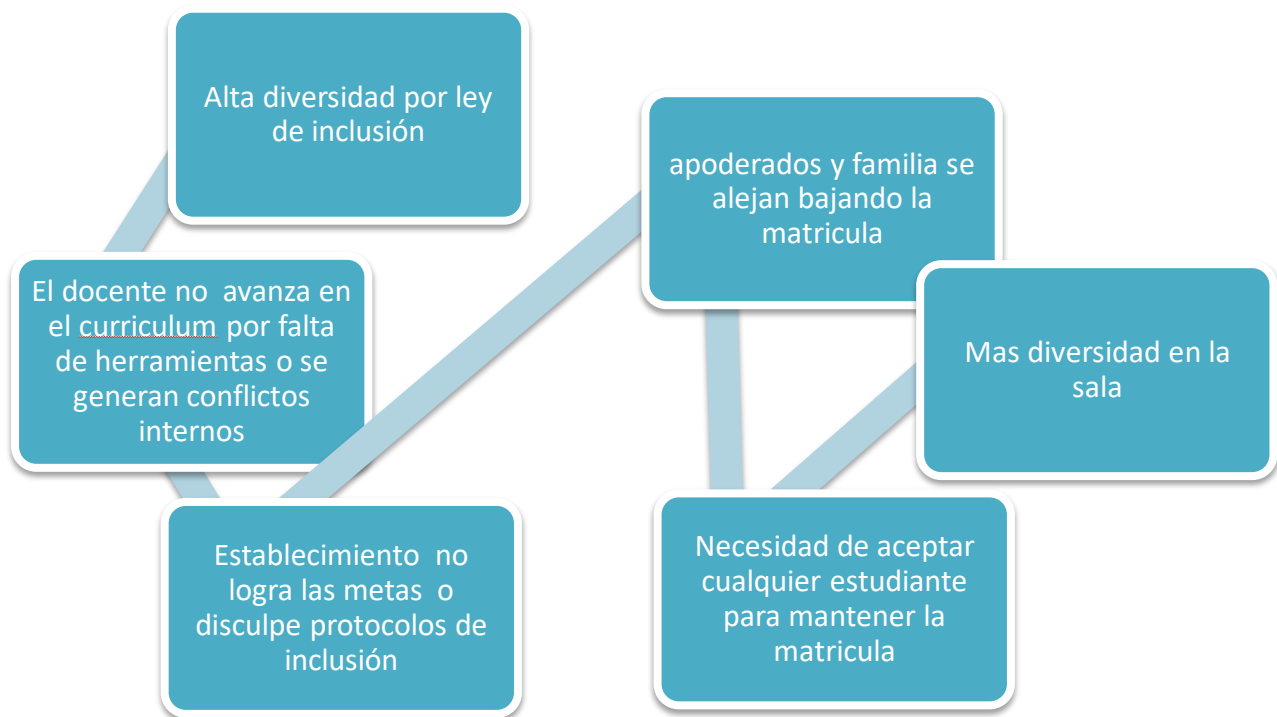 Alta diversidad por ley
de inclusión
El docente no avanza en
el curriculum por falta
de herramientas o se
generan conflictos
internos
Establecimiento no
logra las metas o
disculpe protocolos de
inclusión
apoderados y familia se
alejan bajando la
matricula
Necesidad de aceptar
cualquier estudiante
para mantener la
matricula
Mas diversidad en la
sala